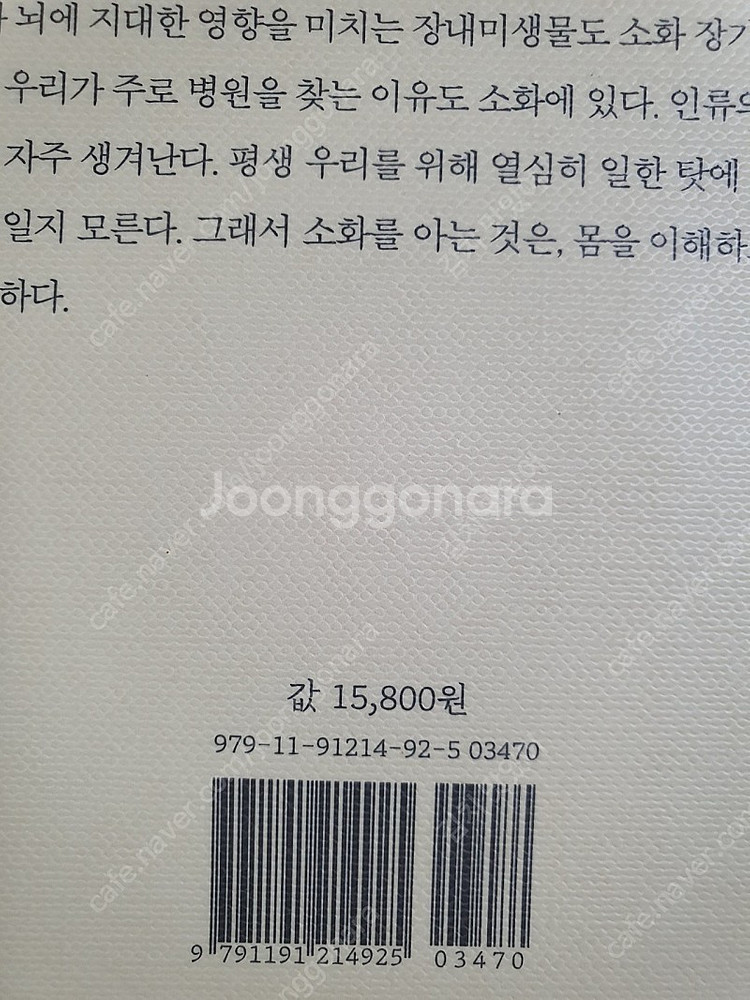 뇌에 지대한 영향을 미치는 장내미생물도 소화 장기
우리가 주로 병원을 찾는 이유도 소화에 있다. 인류의
자주 생겨난다. 평생 우리를 위해 열심히 일한 탓에
일지 모른다. 그래서 소화를 아는 것은, 몸을 이해하
하다.
Joonggonara
값 15,800원
979-11-91214-92-5 03470
9 791191 214925 03470